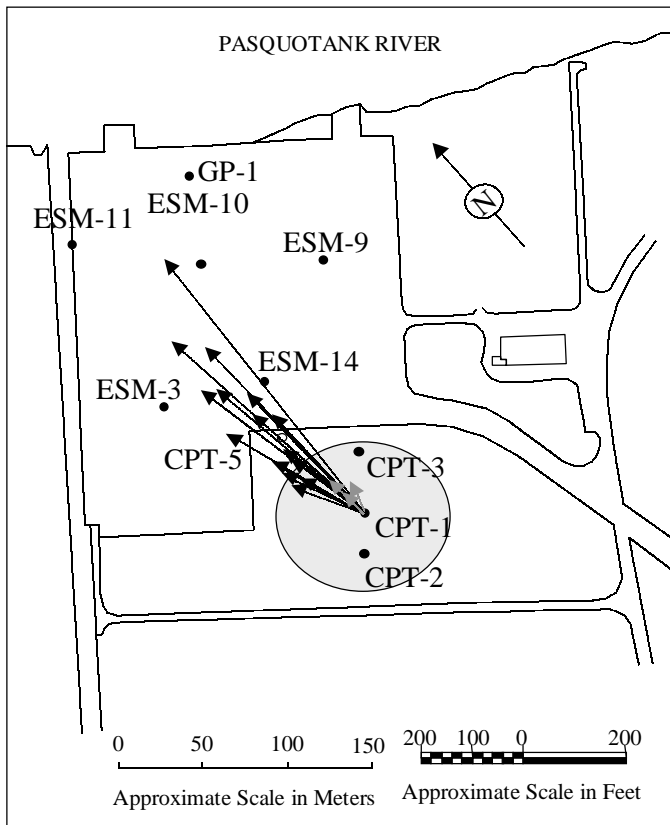 PASQUOTANK RIVER
GP-1
ESM-10
ESM-11
N
ESM-9
ESM-14
ESM-3
CPT-5
CPT-3
CPT-1
CPT-2
0 50 100 150
200 100 0 200
Approximate Scale in Meters
Approximate Scale in Feet